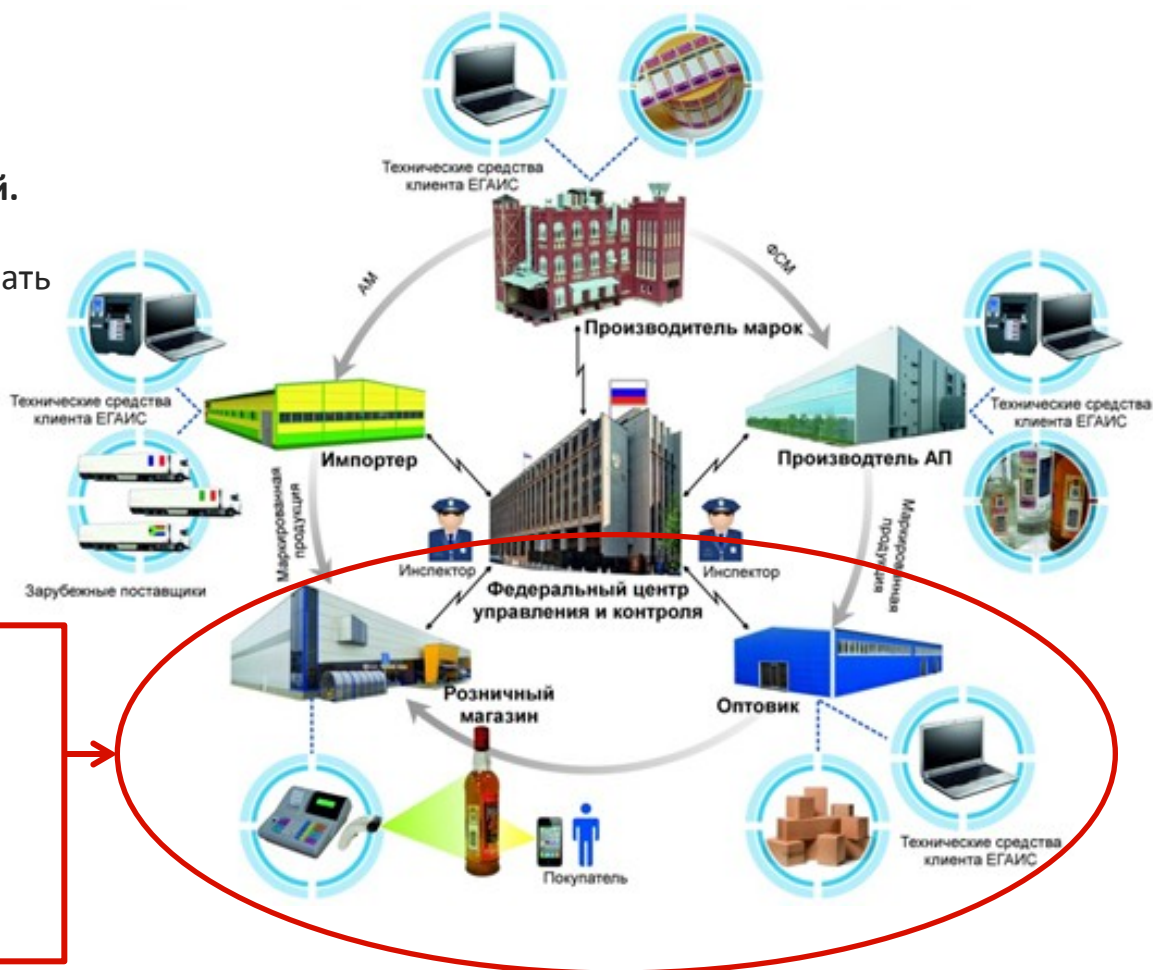 Технические средства
клиента ЕГАИС
й.
ать
АМ
ФСМ
Производитель марок
Технические средства
клиента ЕГАИС
Технические средства
клиента ЕГАИС
Импортер
Произвдтель АП
Маркированная
продукция
Маркированная
продукция
Инспектор
Инспектор
Зарубежные поставщики
Федеральный центр
управления и контроля
Розничный
магазин
Оптовик
Технические средства
клиента ЕГАИС
Покупатель